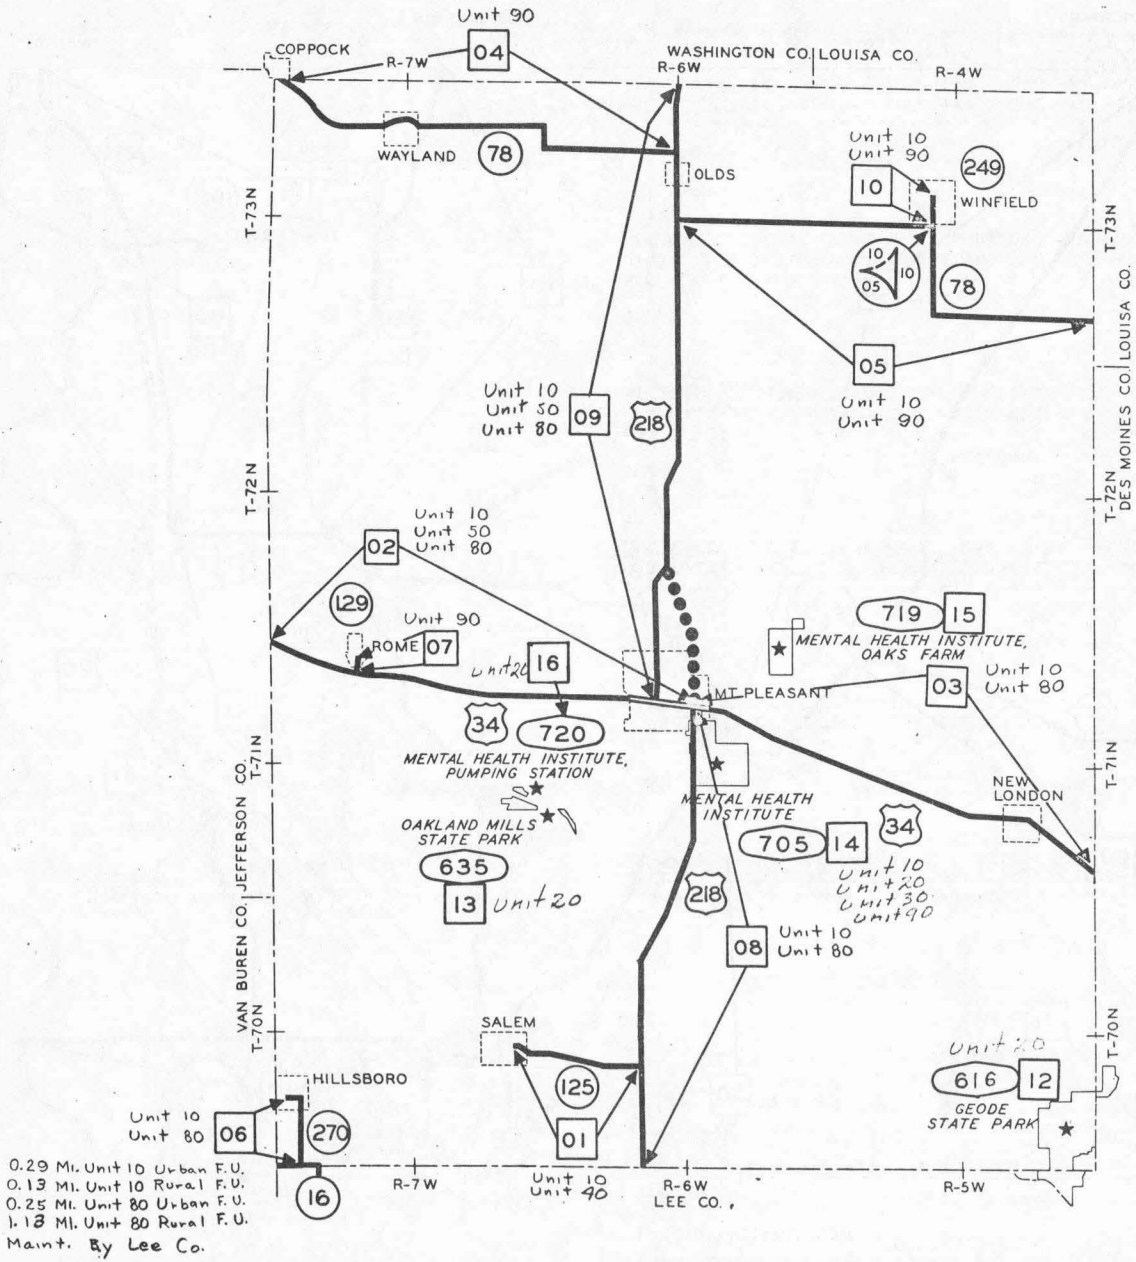 Unit 90
04
COPPOCK
R-7W
WASHINGTON CO. LOUISA CO.
R-6W
R-4W
WAYLAND
78
OLDS
Unit 10
Unit 90
10
249
WINFIELD
T-73N
T-73N
10
10
05
78
DES MOINES CO. LOUISA CO.
05
Unit 10
Unit 90
Unit 10
Unit 50
Unit 80
09
218
T-72N
T-72N
Unit 10
Unit 50
Unit 80
02
129
Unit 90
ROME
07
Unit 20
16
719
15
MENTAL HEALTH INSTITUTE,
OAKS FARM
03
Unit 10
Unit 80
MT. PLEASANT
34
720
MENTAL HEALTH INSTITUTE,
PUMPING STATION
T-71N
T-71N
NEW
LONDON
MENTAL HEALTH
INSTITUTE
OAKLAND MILLS
STATE PARK
705
14
34
635
13
Unit 20
Unit 10
Unit 20
Unit 30
Unit 90
218
08
Unit 10
Unit 80
VAN BUREN CO. JEFFERSON CO.
T-70N
T-70N
SALEM
125
01
Unit 20
616
12
GEODE
STATE PARK
HILLSBORO
Unit 10
Unit 80
06
270
16
R-7W
Unit 10
Unit 40
R-6W
LEE CO.
R-5W
0.29 Mi. Unit 10 Urban F.U.
0.13 Mi. Unit 10 Rural F.U.
0.25 Mi. Unit 80 Urban F.U.
1.13 Mi. Unit 80 Rural F.U.
Maint. By Lee Co.